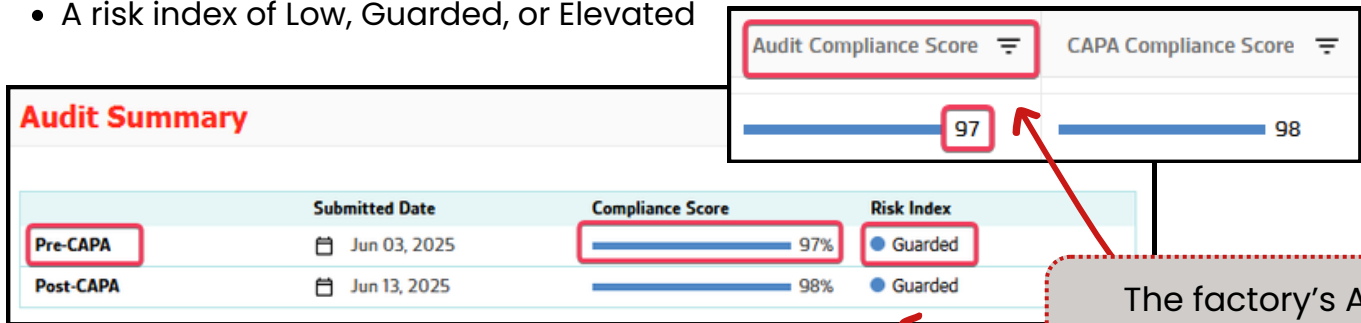 • A risk index of Low, Guarded, or Elevated
Audit Compliance Score CAPA Compliance Score
97 98
Audit Summary
Submitted Date Compliance Score Risk Index
Pre-CAPA Jun 03, 2025 97% Guarded
Post-CAPA Jun 13, 2025 98% Guarded
The factory’s A